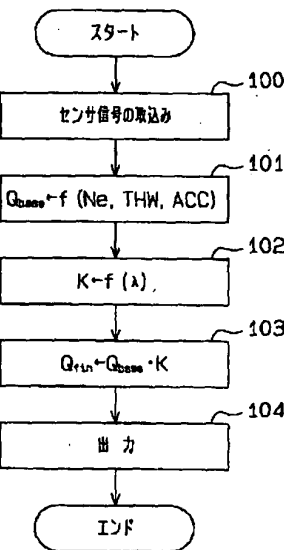 スタート
100
センサ信号の取込み
101
Qbase←f (Ne, THW, ACC)
102
K←f (λ)
103
Qfin←Qbase・K
104
出 力
エンド